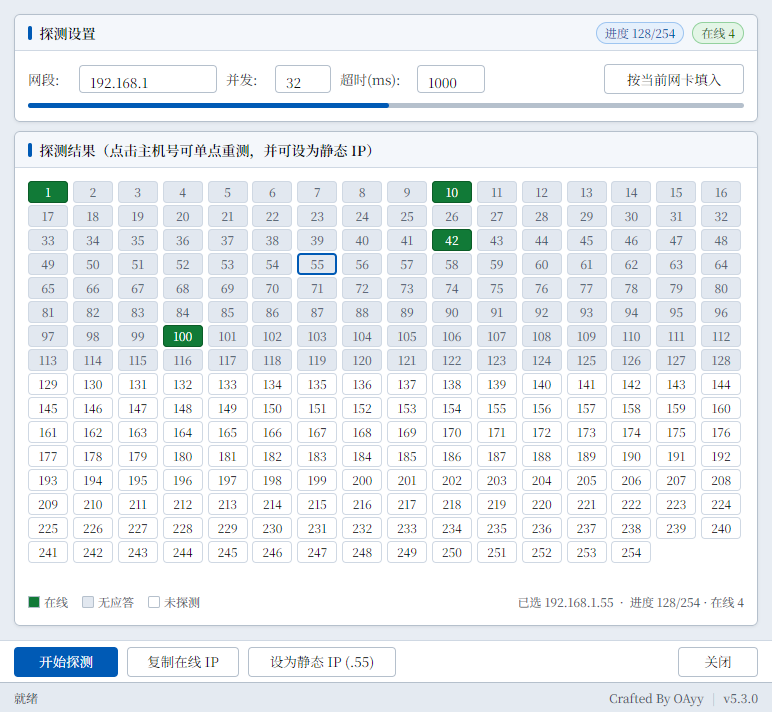 探测设置 进度 128/254 在线 4
网段: 192.168.1 并发: 32 超时(ms): 1000 按当前网卡填入
探测结果（点击主机号可单点重测，并可设为静态 IP）
1 2 3 4 5 6 7 8 9 10 11 12 13 14 15 16
17 18 19 20 21 22 23 24 25 26 27 28 29 30 31 32
33 34 35 36 37 38 39 40 41 42 43 44 45 46 47 48
49 50 51 52 53 54 55 56 57 58 59 60 61 62 63 64
65 66 67 68 69 70 71 72 73 74 75 76 77 78 79 80
81 82 83 84 85 86 87 88 89 90 91 92 93 94 95 96
97 98 99 100 101 102 103 104 105 106 107 108 109 110 111 112
113 114 115 116 117 118 119 120 121 122 123 124 125 126 127 128
129 130 131 132 133 134 135 136 137 138 139 140 141 142 143 144
145 146 147 148 149 150 151 152 153 154 155 156 157 158 159 160
161 162 163 164 165 166 167 168 169 170 171 172 173 174 175 176
177 178 179 180 181 182 183 184 185 186 187 188 189 190 191 192
193 194 195 196 197 198 199 200 201 202 203 204 205 206 207 208
209 210 211 212 213 214 215 216 217 218 219 220 221 222 223 224
225 226 227 228 229 230 231 232 233 234 235 236 237 238 239 240
241 242 243 244 245 246 247 248 249 250 251 252 253 254
在线 无应答 未探测 已选 192.168.1.55 · 进度 128/254 · 在线 4
开始探测 复制在线 IP 设为静态 IP (.55) 关闭
就绪 Crafted By OAyy | v5.3.0